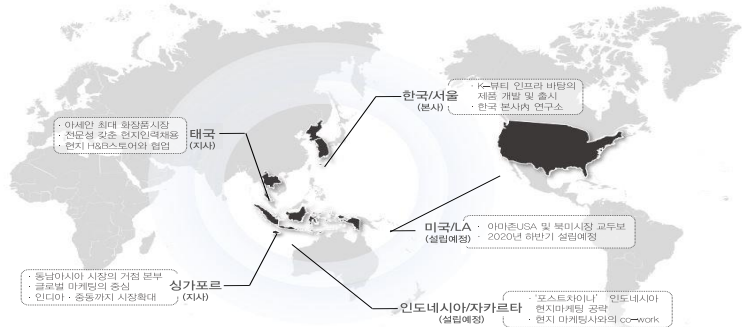 한국/서울
(본사)
· K-뷰티 인프라 바탕의
제품 개발 및 출시
· 한국 본사內 연구소
· 아세안 최대 화장품시장
· 전문성 갖춘 현지인력채용
· 현지 H&B스토어와 협업
태국
(지사)
미국/LA
(설립예정)
· 아마존USA 및 북미시장 교두보
· 2020년 하반기 설립예정
· 동남아시아 시장의 거점 본부
· 글로벌 마케팅의 중심
· 인디아·중동까지 시장확대
싱가포르
(지사)
인도네시아/자카르타
(설립예정)
· '포스트차이나' 인도네시아
현지마케팅 공략
· 현지 마케팅사와의 co-work